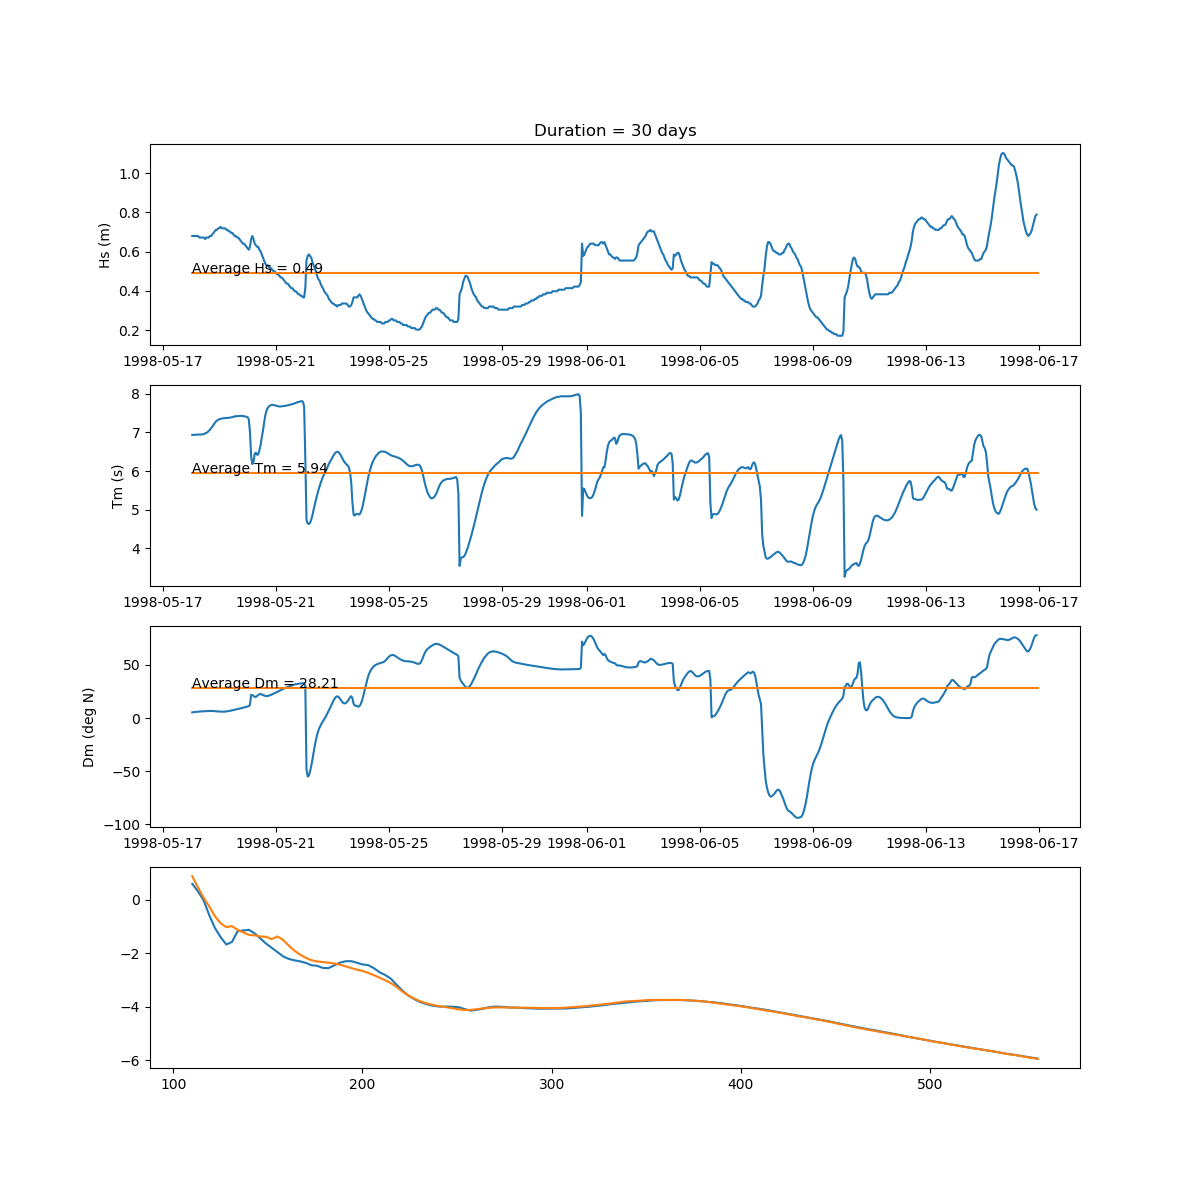 Duration = 30 days
1.0
0.8
0.6
0.4
0.2
Hs (m)
Average Hs = 0.49
1998-05-17 1998-05-21 1998-05-25 1998-05-29 1998-06-01 1998-06-05 1998-06-09 1998-06-13 1998-06-17
8
7
6
5
4
Tm (s)
Average Tm = 5.94
1998-05-17 1998-05-21 1998-05-25 1998-05-29 1998-06-01 1998-06-05 1998-06-09 1998-06-13 1998-06-17
50
0
−50
−100
Dm (deg N)
Average Dm = 28.21
1998-05-17 1998-05-21 1998-05-25 1998-05-29 1998-06-01 1998-06-05 1998-06-09 1998-06-13 1998-06-17
0
−2
−4
−6
100 200 300 400 500